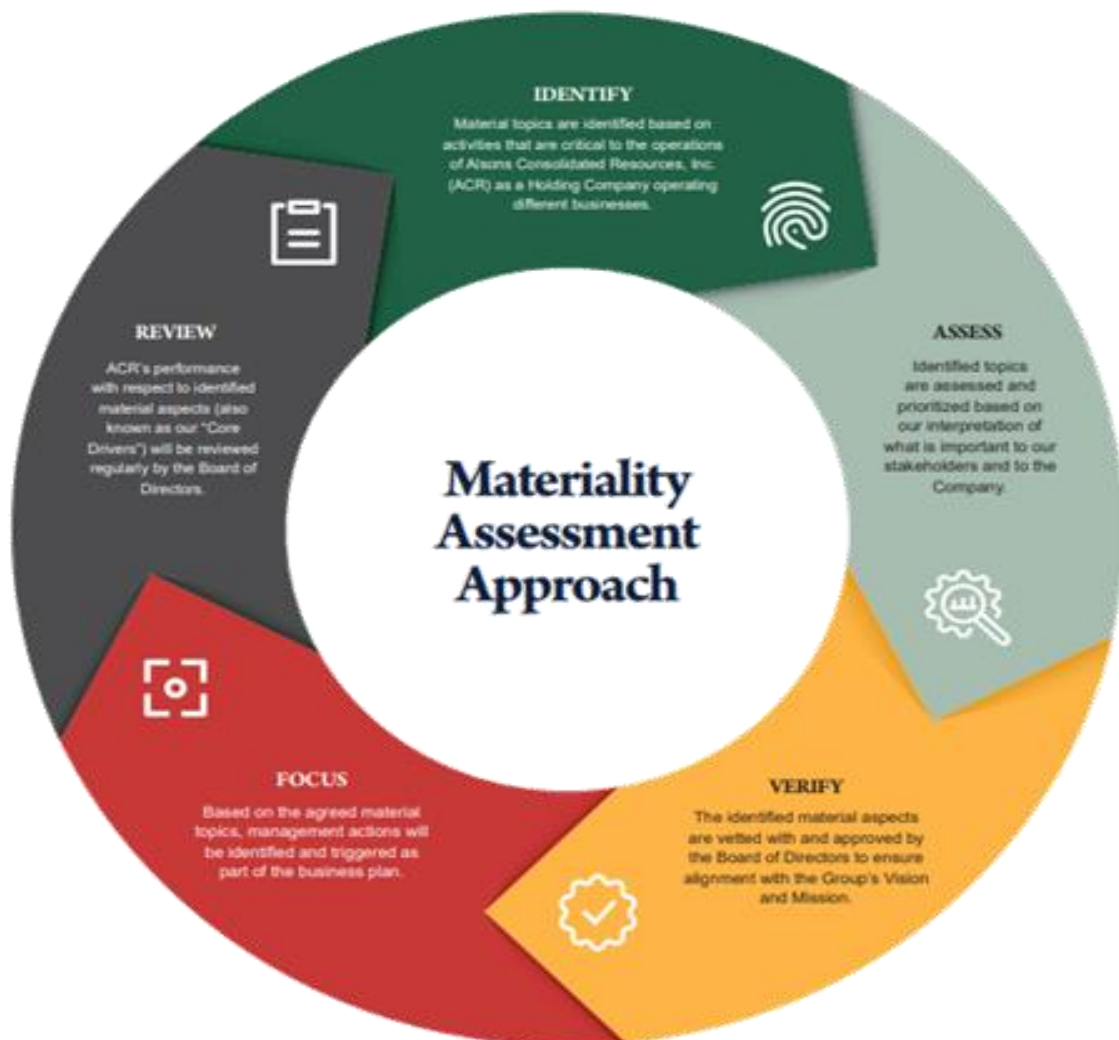 IDENTIFY
Material topics are identified based on
activities that are critical to the operations
of Alsons Consolidated Resources, Inc.
(ACR) as a Holding Company operating
different businesses.
ASSESS
Identified topics
are assessed and
prioritized based on
our interpretation of
what is important to our
stakeholders and to the
Company.
VERIFY
The identified material aspects
are vetted with and approved by
the Board of Directors to ensure
alignment with the Group's Vision
and Mission.
FOCUS
Based on the agreed material
topics, management actions will
be identified and triggered as
part of the business plan.
REVIEW
ACR's performance
with respect to identified
material aspects (also
known as our "Core
Drivers") will be reviewed
regularly by the Board of
Directors.
Materiality
Assessment
Approach